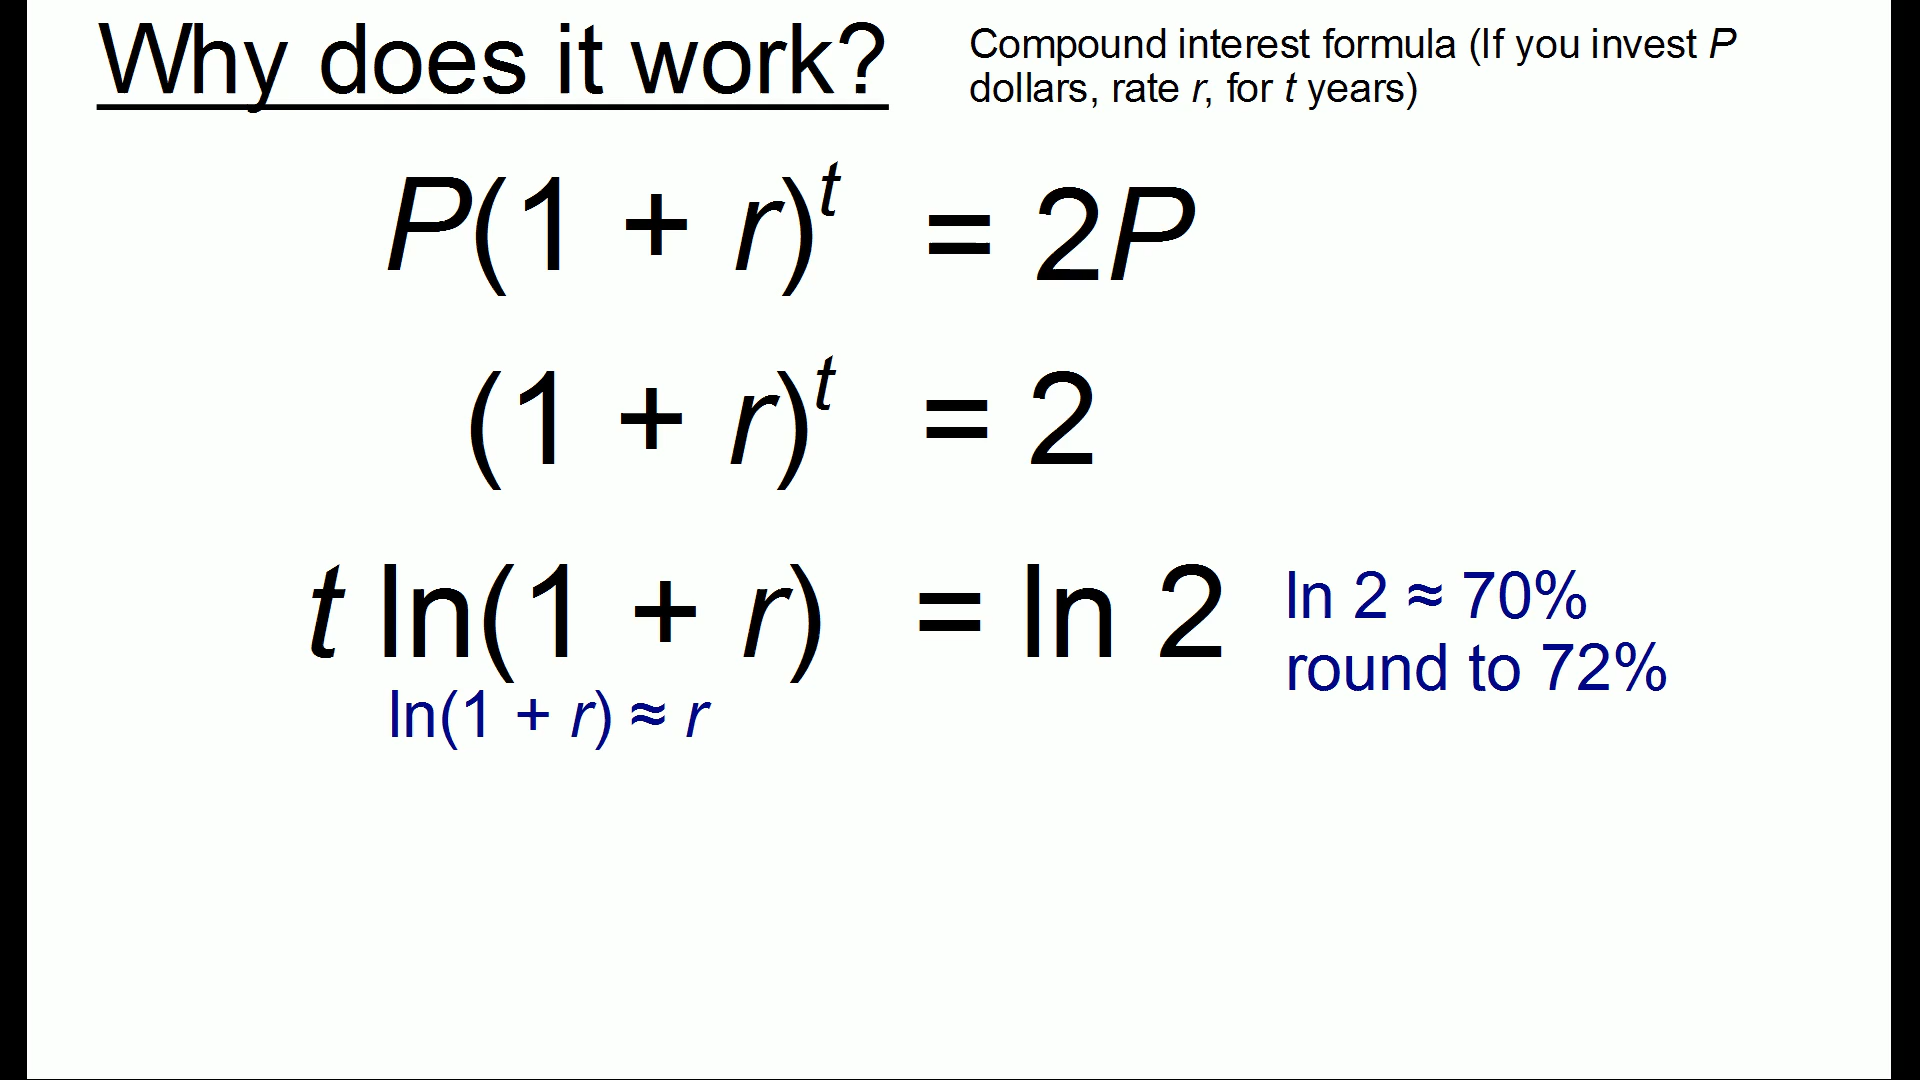 Why does it work?
Compound interest formula (If you invest P
dollars, rate r, for t years)
P(1 + r)^t = 2P
(1 + r)^t = 2
t ln(1 + r) = ln 2
ln 2 ≈ 70%
round to 72%
ln(1 + r) ≈ r